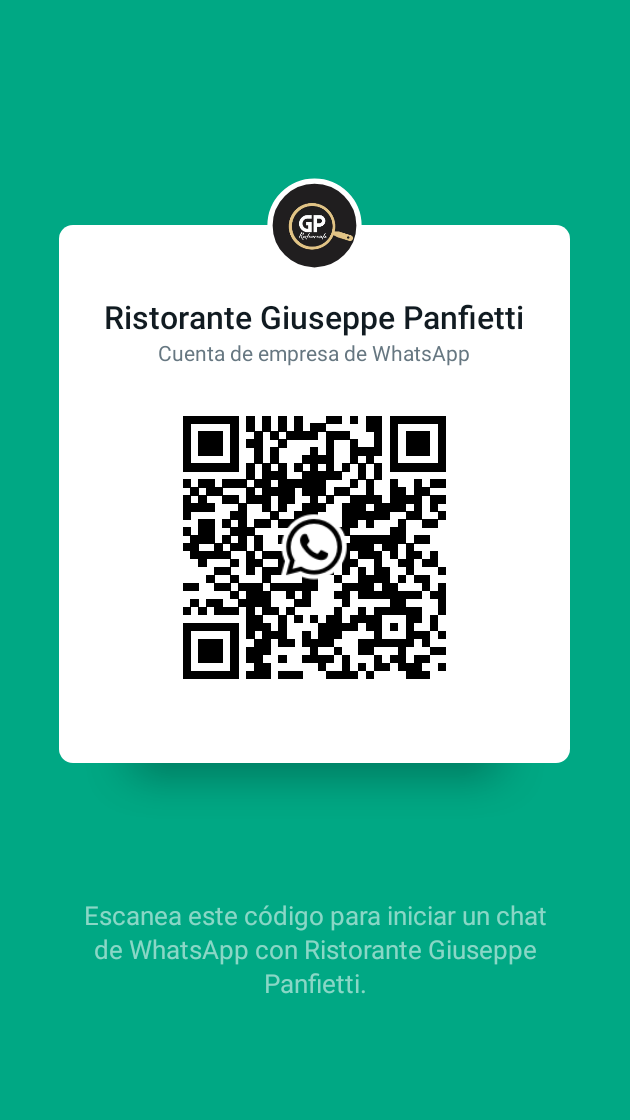 GP
Ristorante Giuseppe Panfietti
Cuenta de empresa de WhatsApp
Escanea este código para iniciar un chat
de WhatsApp con Ristorante Giuseppe
Panfietti.